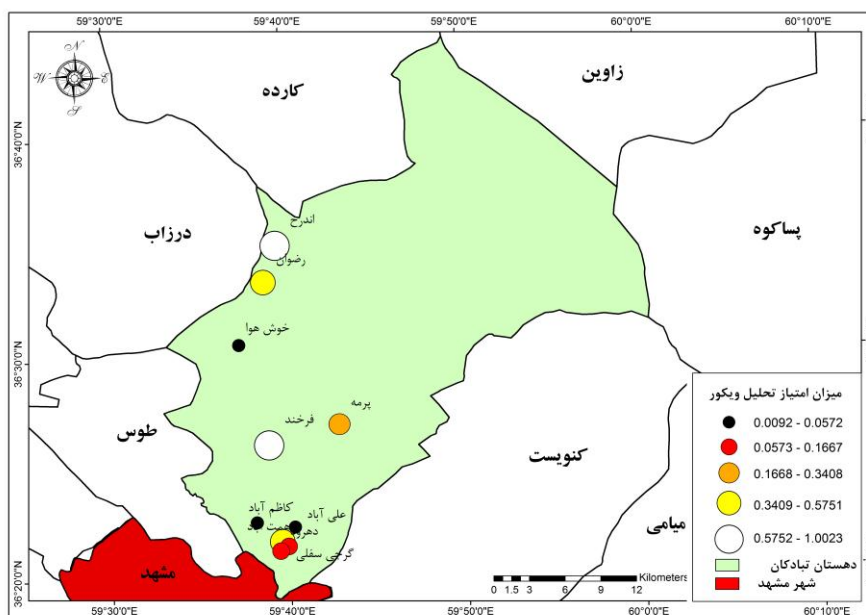 59°30'0"E 59°40'0"E 59°50'0"E 60°0'0"E 60°10'0"E
N
W E
S
زاوین
کارده
36°40'0"N
درزاب
پساکوه
اندرخ
رضوان
خوش هوا
36°30'0"N
طوس
فرخند
پرمه
کنویست
میامی
کاظم آباد
علی آباد
همت آباد
دهرود
گرجی سفلی
مشهد
36°20'0"N
میزان امتیاز تحلیل ویکور
0.0092 - 0.0572
0.0573 - 0.1667
0.1668 - 0.3408
0.3409 - 0.5751
0.5752 - 1.0023
دهستان تبادکان
شهر مشهد
0 1.5 3 6 9 12 Kilometers
59°30'0"E 59°40'0"E 59°50'0"E 60°0'0"E 60°10'0"E